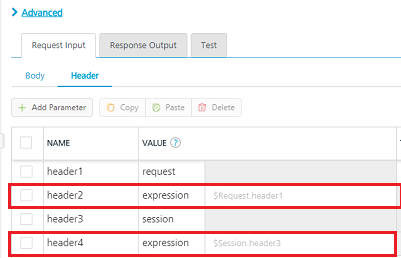 Advanced
Request Input Response Output Test
Body Header
+ Add Parameter Copy Paste Delete
NAME VALUE ?
header1 request
header2 expression $Request.header1
header3 session
header4 expression $Session.header3